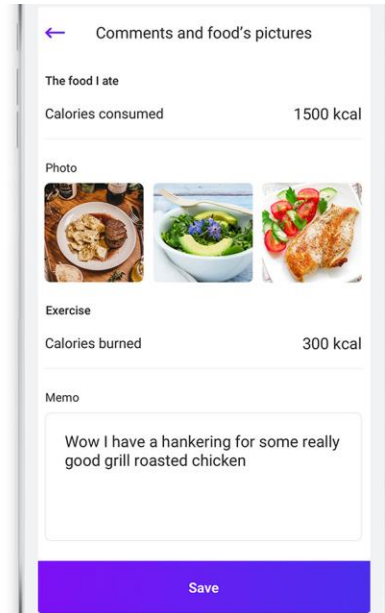 Comments and food's pictures
The food I ate
Calories consumed 1500 kcal
Photo
Exercise
Calories burned 300 kcal
Memo
Wow I have a hankering for some really
good grill roasted chicken
Save